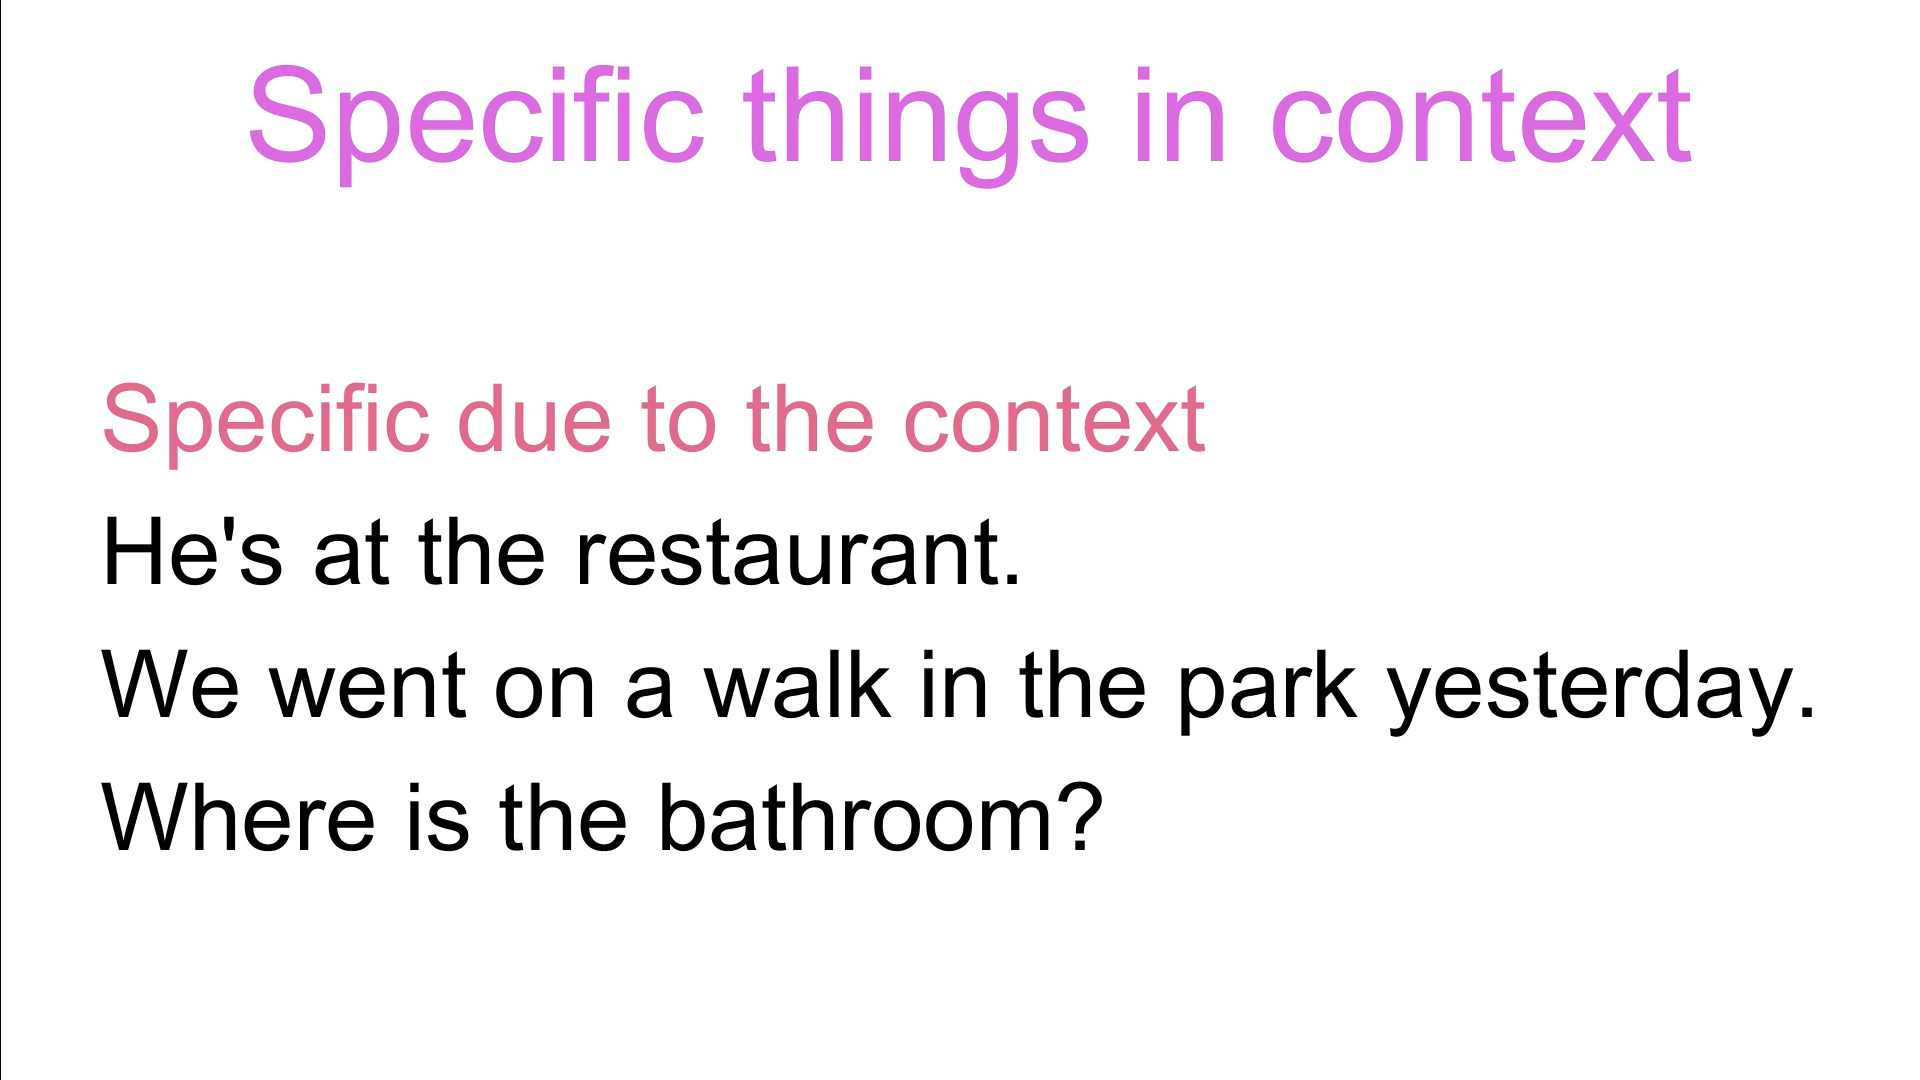 Specific things in context
Specific due to the context
He's at the restaurant.
We went on a walk in the park yesterday.
Where is the bathroom?